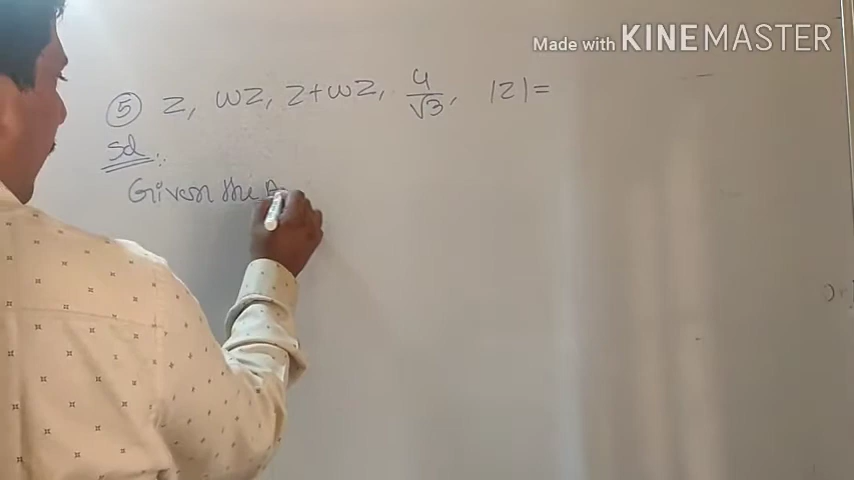 Made with KINEMASTER
⑤ z, ωz, z+ωz, 4/√3, |z|=
Sol:
Given the A